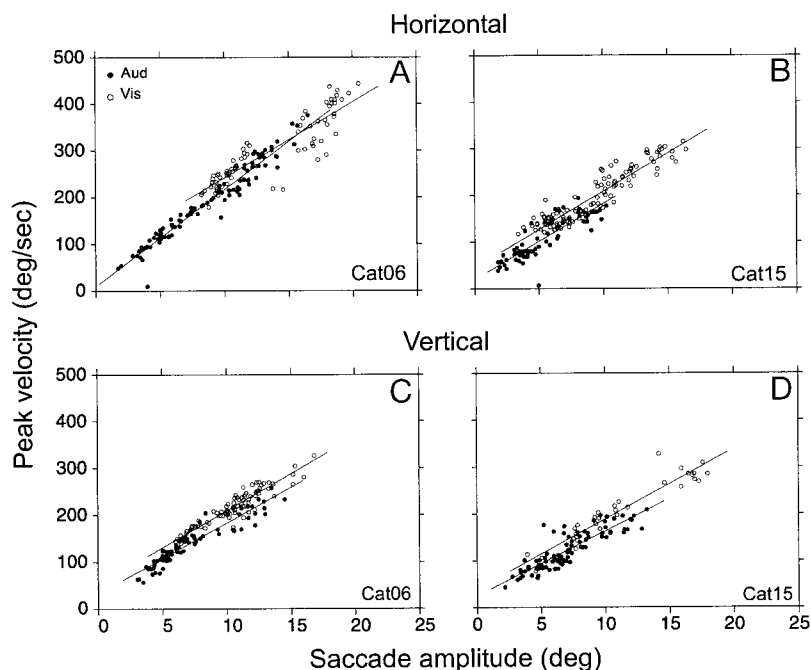 Horizontal
500
400
300
200
100
0
Aud
Vis
A
Cat06
B
Cat15
Peak velocity (deg/sec)
Vertical
500
400
300
200
100
0
C
Cat06
D
Cat15
0 5 10 15 20 25
0 5 10 15 20 25
Saccade amplitude (deg)